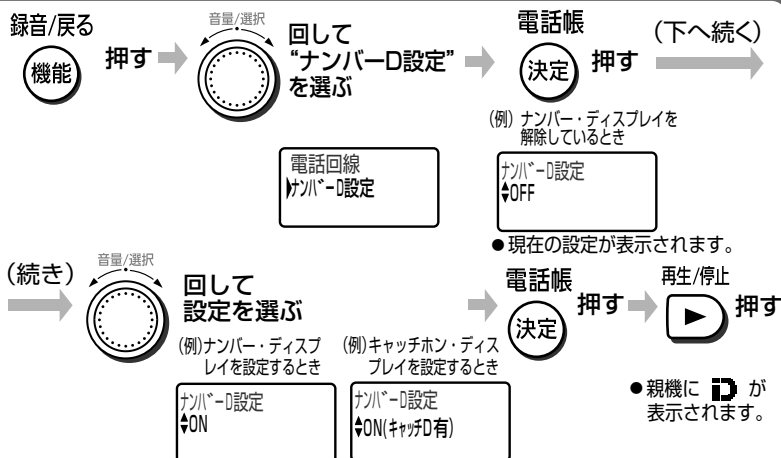 録音/戻る
機能
押す
音量/選択
回して
“ナンバーD設定”
を選ぶ
電話帳
決定
押す
(下へ続く)
電話回線
ﾅﾝﾊﾞｰD設定
(例) ナンバー・ディスプレイを
解除しているとき
ﾅﾝﾊﾞｰD設定
OFF
●現在の設定が表示されます。
(続き)
音量/選択
回して
設定を選ぶ
(例)ナンバー・ディスプ
レイを設定するとき
ﾅﾝﾊﾞｰD設定
ON
(例)キャッチホン・ディス
プレイを設定するとき
ﾅﾝﾊﾞｰD設定
ON(ｷｬｯﾁD有)
電話帳
決定
押す
再生/停止
押す
●親機に D が
表示されます。